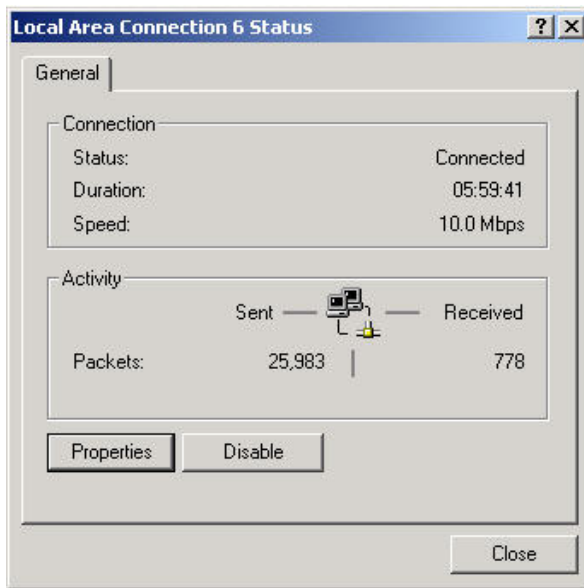 Local Area Connection 6 Status
General
Connection
Status: Connected
Duration: 05:59:41
Speed: 10.0 Mbps
Activity
Sent Received
Packets: 25,983 778
Properties Disable
Close